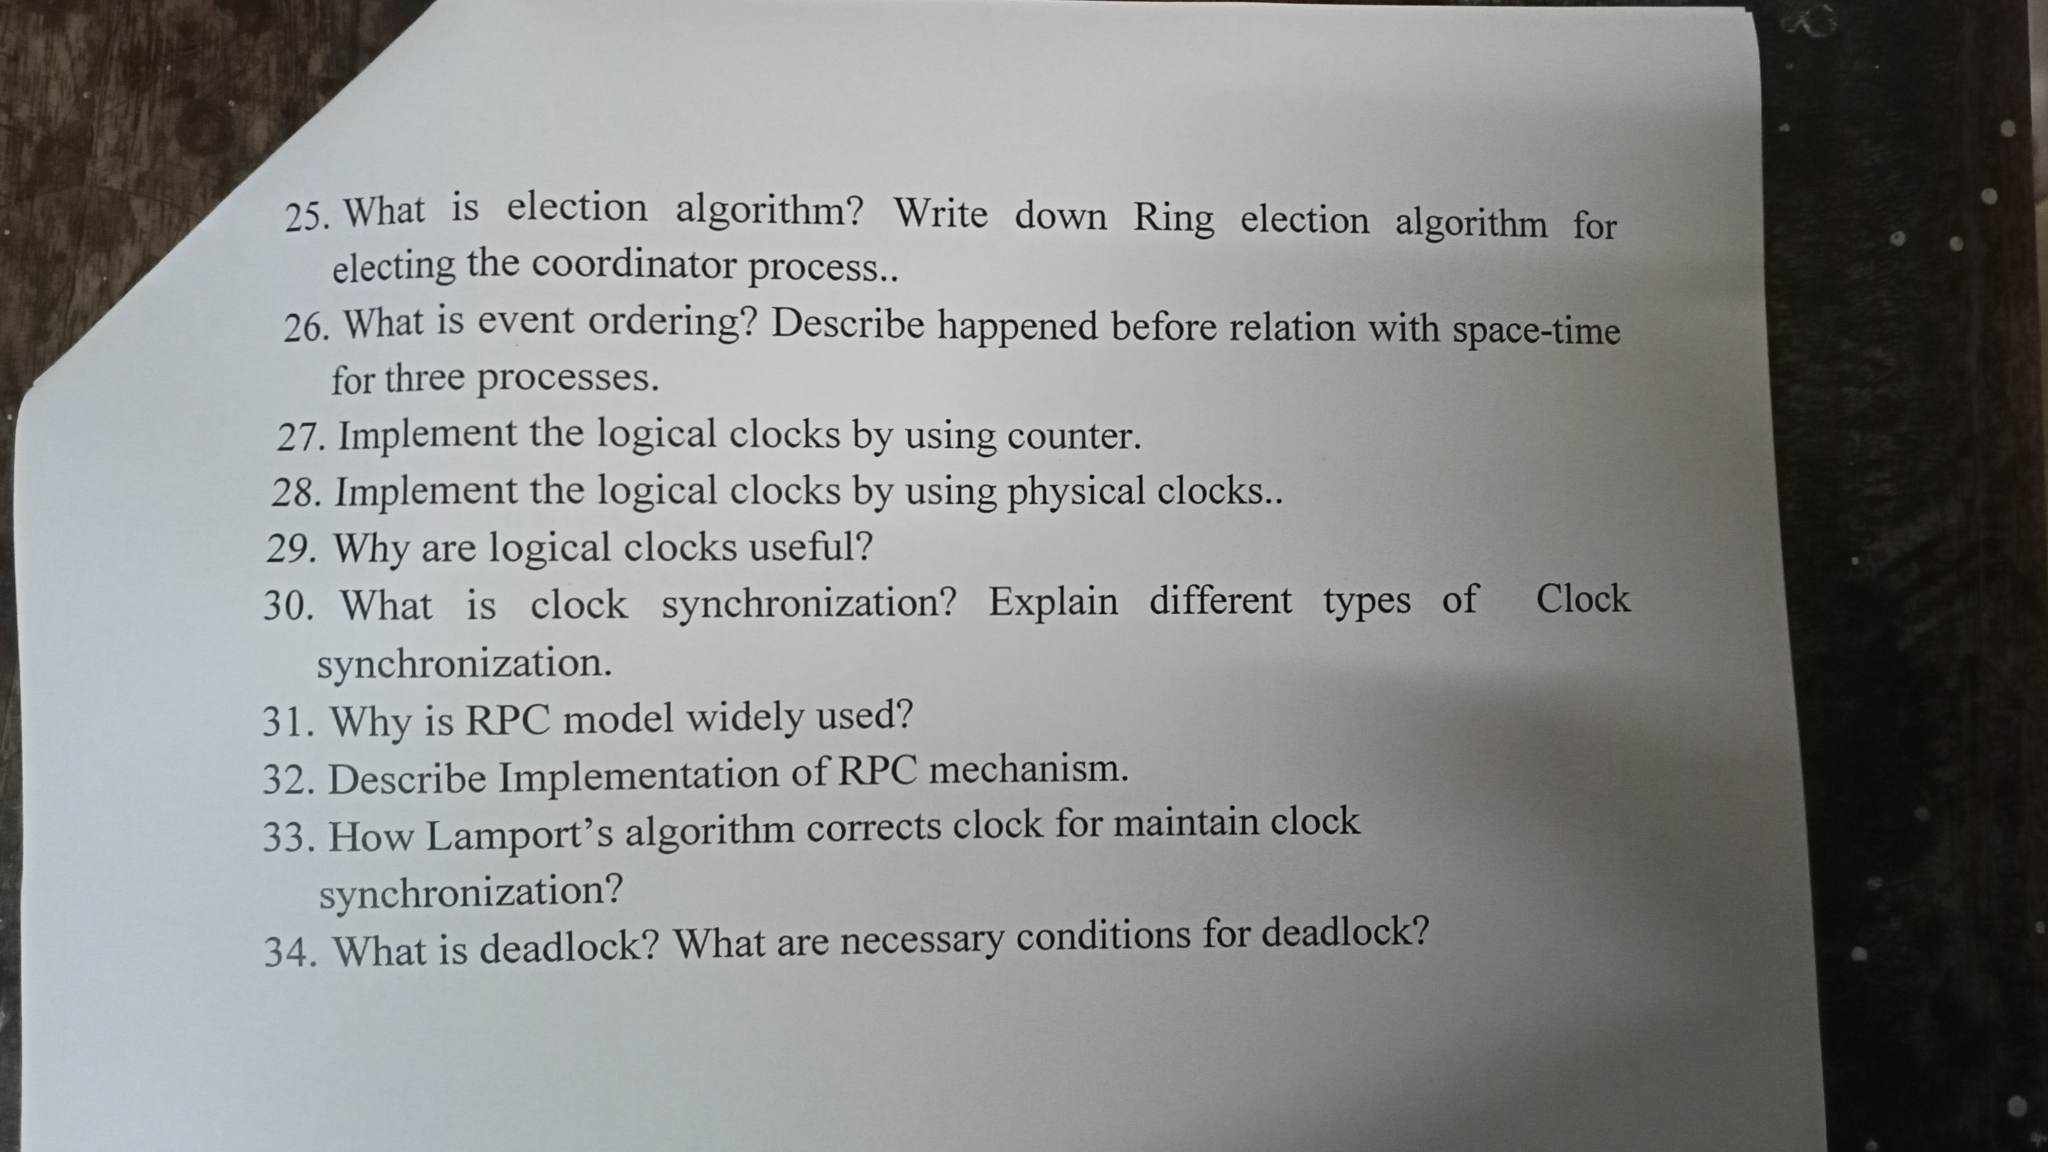 25. What is election algorithm? Write down Ring election algorithm for
electing the coordinator process..
26. What is event ordering? Describe happened before relation with space-time
for three processes.
27. Implement the logical clocks by using counter.
28. Implement the logical clocks by using physical clocks..
29. Why are logical clocks useful?
30. What is clock synchronization? Explain different types of Clock
synchronization.
31. Why is RPC model widely used?
32. Describe Implementation of RPC mechanism.
33. How Lamport’s algorithm corrects clock for maintain clock
synchronization?
34. What is deadlock? What are necessary conditions for deadlock?